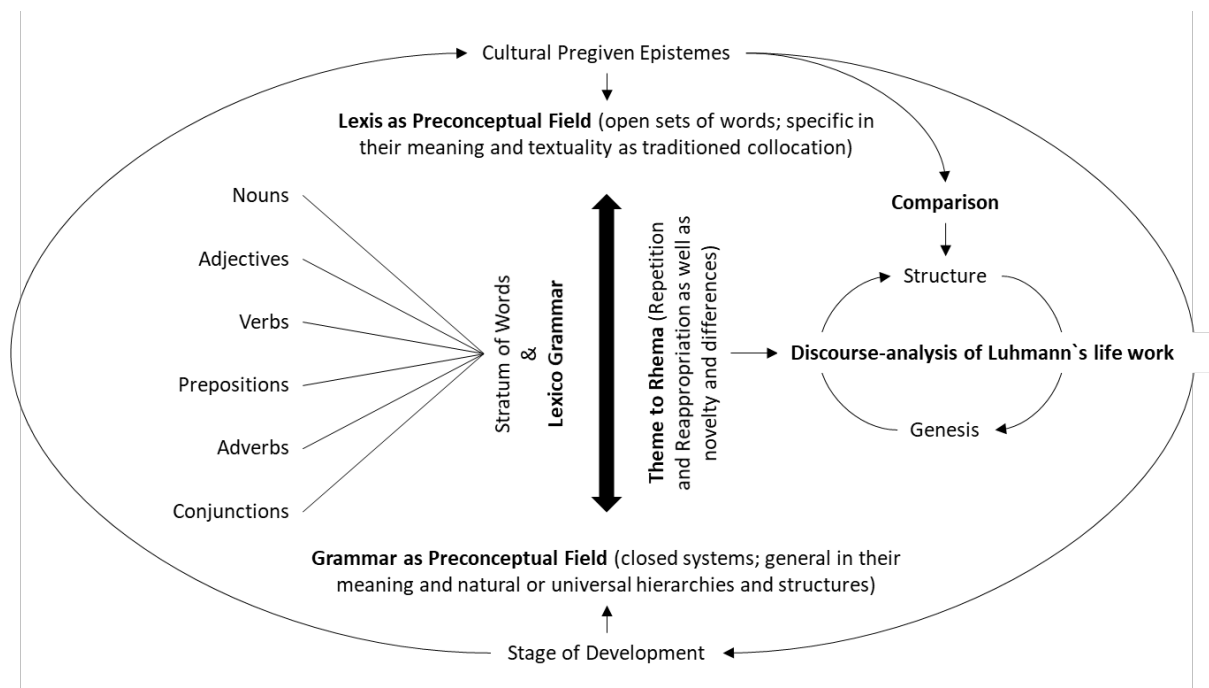 Cultural Pregiven Epistemes
Lexis as Preconceptual Field (open sets of words; specific in
their meaning and textuality as traditioned collocation)
Nouns
Adjectives
Verbs
Prepositions
Adverbs
Conjunctions
Stratum of Words
&
Lexico Grammar
Theme to Rhema (Repetition
and Reappropriation as well as
novelty and differences)
Comparison
Structure
Discourse-analysis of Luhmann`s life work
Genesis
Grammar as Preconceptual Field (closed systems; general in their
meaning and natural or universal hierarchies and structures)
Stage of Development